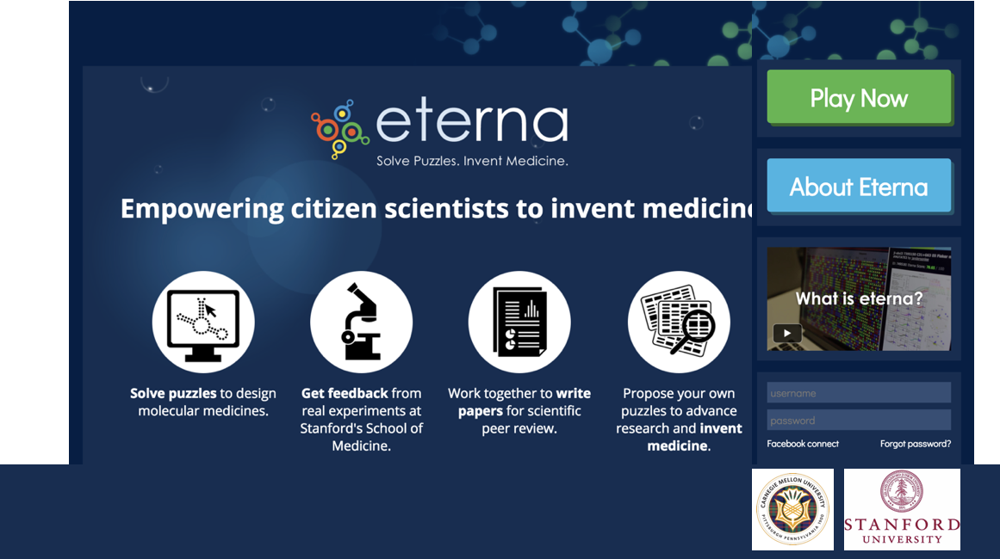 eterna
Solve Puzzles. Invent Medicine.
Empowering citizen scientists to invent medicine
Solve puzzles to design
molecular medicines.
Get feedback from
real experiments at
Stanford's School of
Medicine.
Work together to write
papers for scientific
peer review.
Propose your own
puzzles to advance
research and invent
medicine.
Play Now
About Eterna
What is eterna?
username
password
Facebook connect Forgot password?
CARNEGIE MELLON UNIVERSITY
PITTSBURGH PENNSYLVANIA 1900
STANFORD
UNIVERSITY